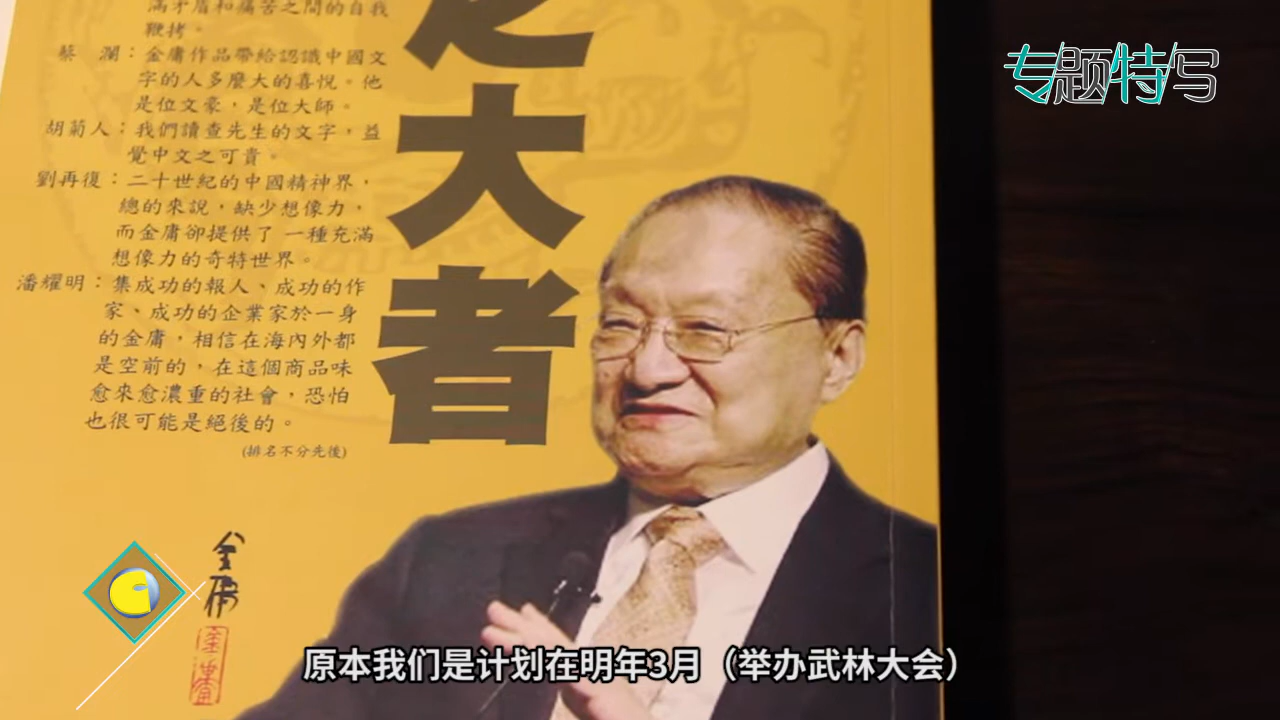 滿矛盾和痛苦之間的自我
鞭拷。
蔡 瀾：金庸作品帶給認識中國文
字的人多麼大的喜悅。他
是位文豪，是位大師。
胡菊人：我們讀查先生的文字，益
覺中文之可貴。
劉再復：二十世紀的中國精神界，
總的來說，缺少想像力，
而金庸卻提供了一種充滿
想像力的奇特世界。
潘耀明：集成功的報人、成功的作
家、成功的企業家於一身
的金庸，相信在海內外都
是空前的，在這個商品味
愈來愈濃重的社會，恐怕
也很可能是絕後的。
(排名不分先後)
之大者
专题特写
金庸
原本我们是计划在明年3月（举办武林大会）